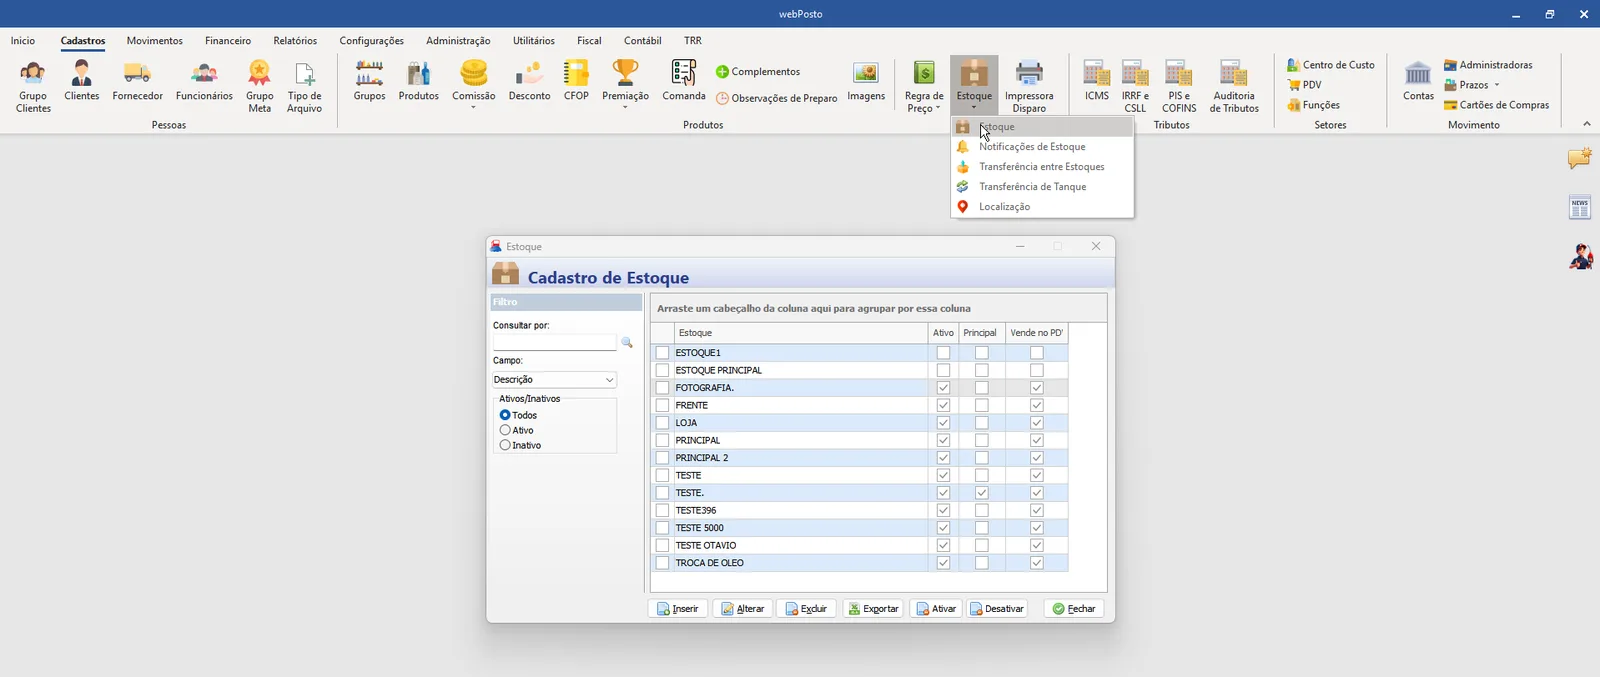 webPosto
Inicio Cadastros Movimentos Financeiro Relatórios Configurações Administração Utilitários Fiscal Contábil TRR
Grupo Clientes
Clientes
Fornecedor
Funcionários
Grupo Meta
Tipo de Arquivo
Pessoas
Grupos
Produtos
Comissão
Desconto
CFOP
Premiação
Comanda
Complementos
Observações de Preparo
Imagens
Produtos
Regra de Preço
Estoque
Impressora Disparo
ICMS
IRRF e CSLL
PIS e COFINS
Auditoria de Tributos
Tributos
Centro de Custo
PDV
Funções
Setores
Contas
Administradoras
Prazos
Cartões de Compras
Movimento
Estoque
Notificações de Estoque
Transferência entre Estoques
Transferência de Tanque
Localização
NEWS
Estoque
Cadastro de Estoque
Filtro
Consultar por:
Campo:
Descrição
Ativos/Inativos
Todos
Ativo
Inativo
Arraste um cabeçalho da coluna aqui para agrupar por essa coluna
Estoque Ativo Principal Vende no PD'
ESTOQUE1
ESTOQUE PRINCIPAL
FOTOGRAFIA.
FRENTE
LOJA
PRINCIPAL
PRINCIPAL 2
TESTE
TESTE.
TESTE396
TESTE 5000
TESTE OTAVIO
TROCA DE OLEO
Inserir Alterar Excluir Exportar Ativar Desativar Fechar